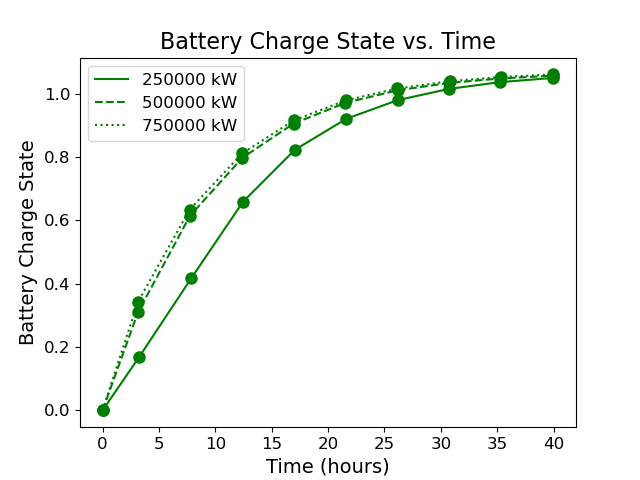 Battery Charge State vs. Time
250000 kW
500000 kW
750000 kW
Battery Charge State
1.0
0.8
0.6
0.4
0.2
0.0
0 5 10 15 20 25 30 35 40
Time (hours)